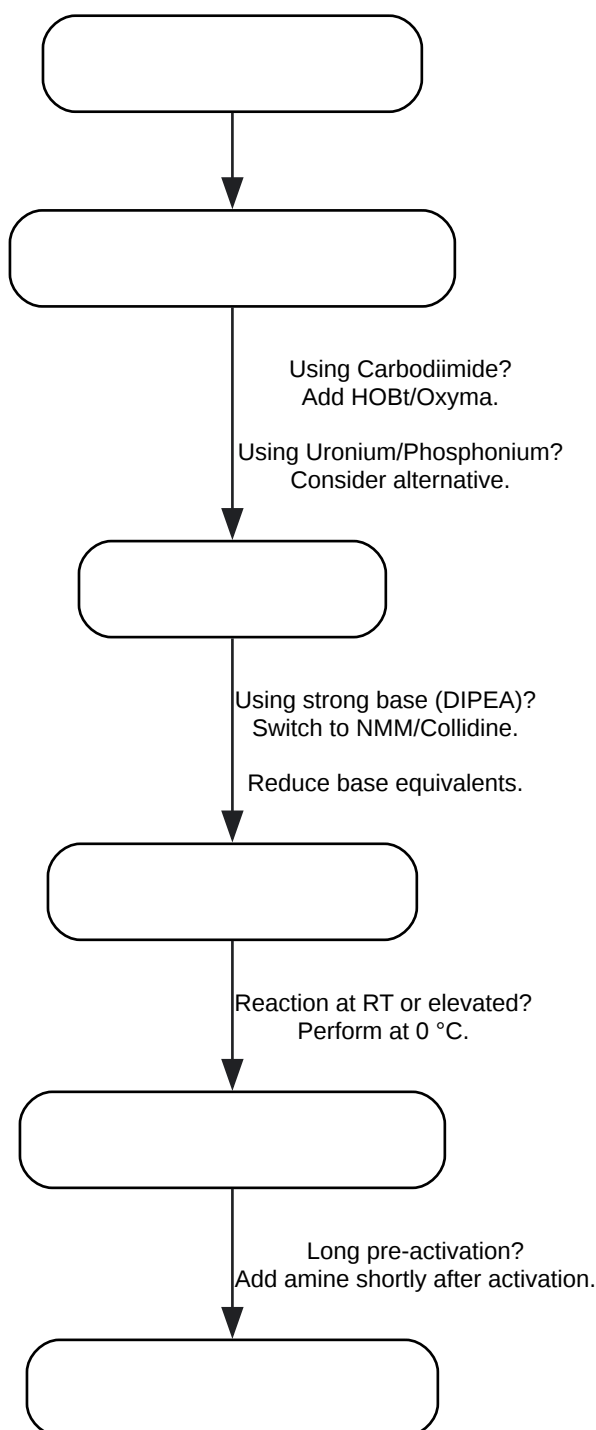 Using Carbodiimide?
Add HOBt/Oxyma.
Using Uronium/Phosphonium?
Consider alternative.
Using strong base (DIPEA)?
Switch to NMM/Collidine.
Reduce base equivalents.
Reaction at RT or elevated?
Perform at 0 °C.
Long pre-activation?
Add amine shortly after activation.